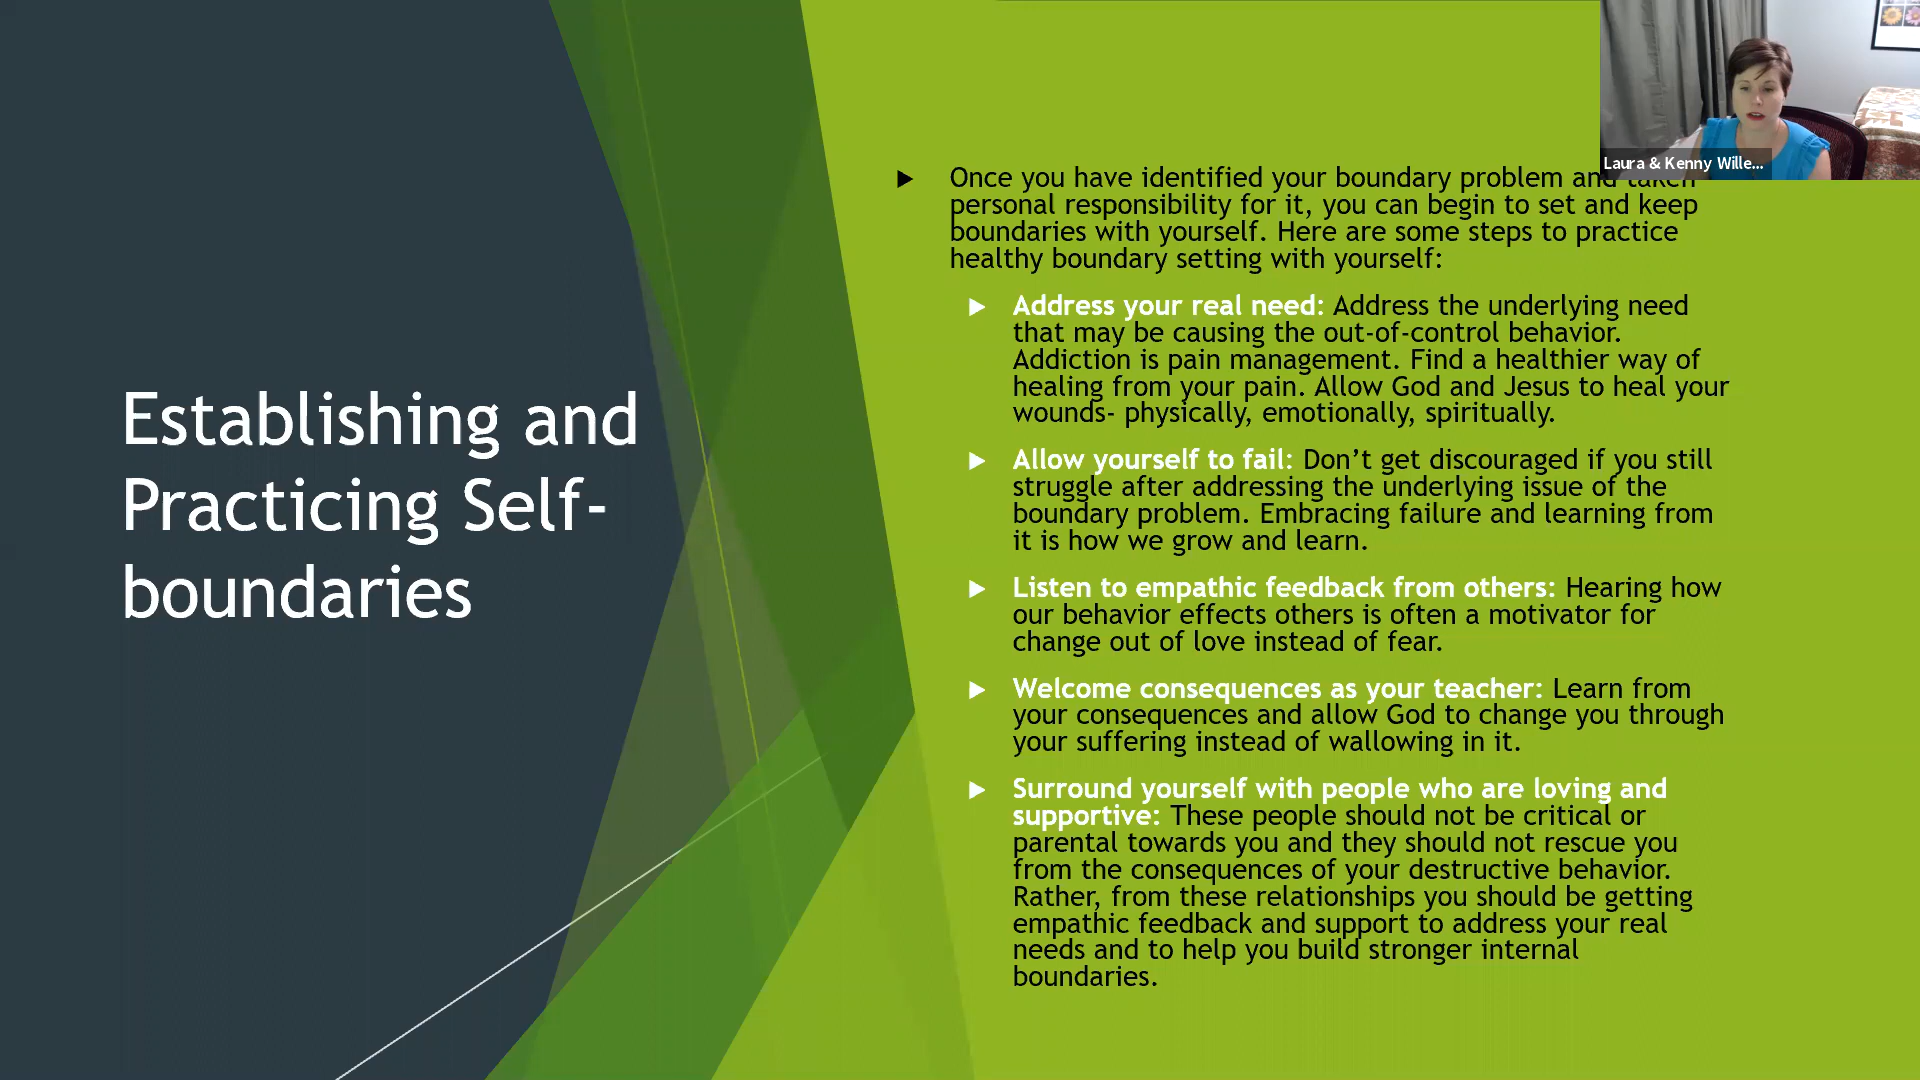 Laura & Kenny Wille...
Establishing and
Practicing Self-
boundaries
Once you have identified your boundary problem and taken
personal responsibility for it, you can begin to set and keep
boundaries with yourself. Here are some steps to practice
healthy boundary setting with yourself:
Address your real need: Address the underlying need
that may be causing the out-of-control behavior.
Addiction is pain management. Find a healthier way of
healing from your pain. Allow God and Jesus to heal your
wounds- physically, emotionally, spiritually.
Allow yourself to fail: Don’t get discouraged if you still
struggle after addressing the underlying issue of the
boundary problem. Embracing failure and learning from
it is how we grow and learn.
Listen to empathic feedback from others: Hearing how
our behavior effects others is often a motivator for
change out of love instead of fear.
Welcome consequences as your teacher: Learn from
your consequences and allow God to change you through
your suffering instead of wallowing in it.
Surround yourself with people who are loving and
supportive: These people should not be critical or
parental towards you and they should not rescue you
from the consequences of your destructive behavior.
Rather, from these relationships you should be getting
empathic feedback and support to address your real
needs and to help you build stronger internal
boundaries.